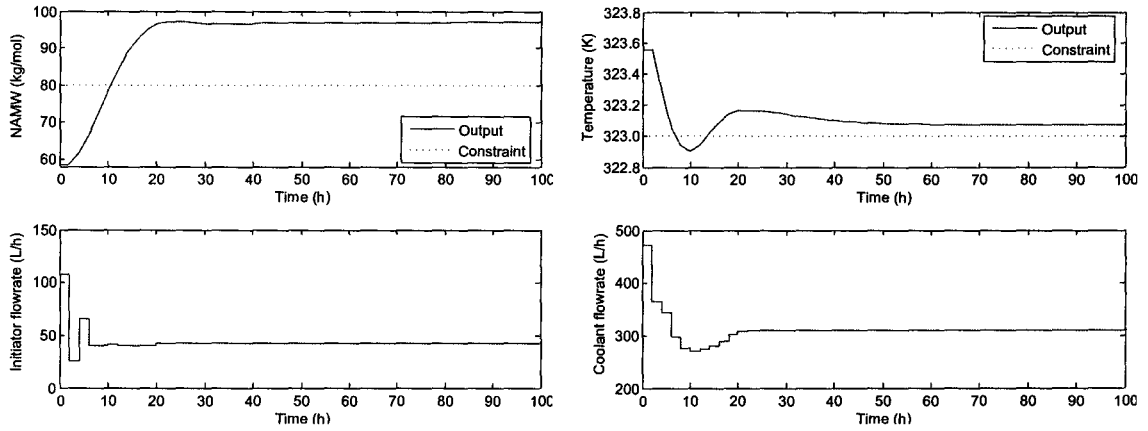 NAMW (kg/mol)
100
90
80
70
60
Output
Constraint
0 10 20 30 40 50 60 70 80 90 100
Time (h)
Temperature (K)
323.8
323.6
323.4
323.2
323.0
322.8
Output
Constraint
0 10 20 30 40 50 60 70 80 90 100
Time (h)
Initiator flowrate (L/h)
150
100
50
0
0 10 20 30 40 50 60 70 80 90 100
Time (h)
Coolant flowrate (L/h)
500
400
300
200
0 10 20 30 40 50 60 70 80 90 100
Time (h)